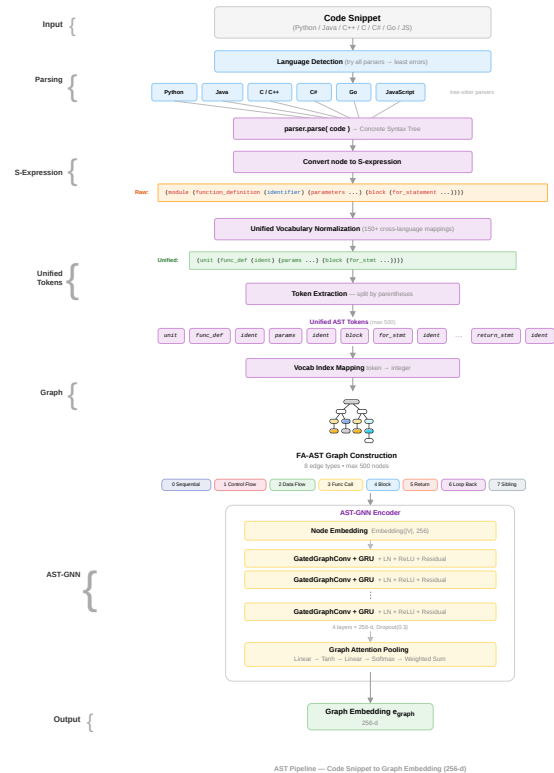 Input
Code Snippet
(Python / Java / C++ / C / C# / Go / JS)
Language Detection (try all parsers → least errors)
Parsing
Python Java C / C++ C# Go JavaScript tree-sitter parsers
parser.parse( code ) → Concrete Syntax Tree
S-Expression
Convert node to S-expression
Raw: (module (function_definition (identifier) (parameters ...) (block (for_statement ...))))
Unified Vocabulary Normalization (150+ cross-language mappings)
Unified
Tokens
Unified: (unit (func_def (ident) (params ...) (block (for_stmt ...))))
Token Extraction — split by parentheses
Unified AST Tokens (max 500)
unit func_def ident params ident block for_stmt ident ... return_stmt ident
Vocab Index Mapping token → integer
Graph
FA-AST Graph Construction
8 edge types • max 500 nodes
0 Sequential 1 Control Flow 2 Data Flow 3 Func Call 4 Block 5 Return 6 Loop Back 7 Sibling
AST-GNN Encoder
Node Embedding Embedding(|V|, 256)
GatedGraphConv + GRU + LN + ReLU + Residual
AST-GNN
GatedGraphConv + GRU + LN + ReLU + Residual
⋮
GatedGraphConv + GRU + LN + ReLU + Residual
4 layers × 256-d, Dropout(0.3)
Graph Attention Pooling
Linear → Tanh → Linear → Softmax → Weighted Sum
Output
Graph Embedding e_graph
256-d
AST Pipeline — Code Snippet to Graph Embedding (256-d)